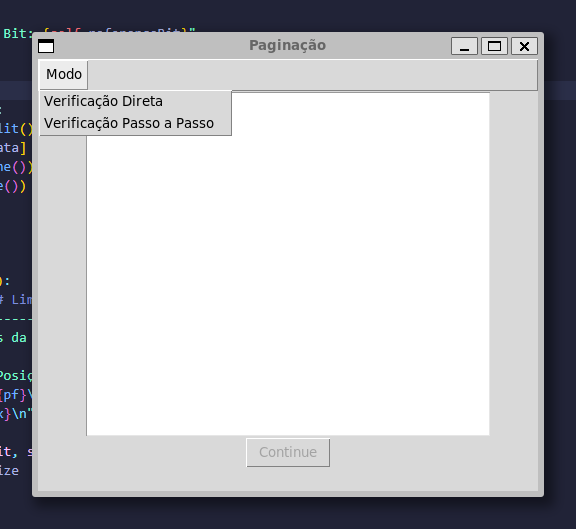 Bit: {self.referenceBit}"
Paginação
Modo
Verificação Direta
Verificação Passo a Passo
:
lit()
ata]
ne())
e())
):
# Lim
-----
s da
Posiç
{pf}\
x}\n"
Continue
it, s
ize